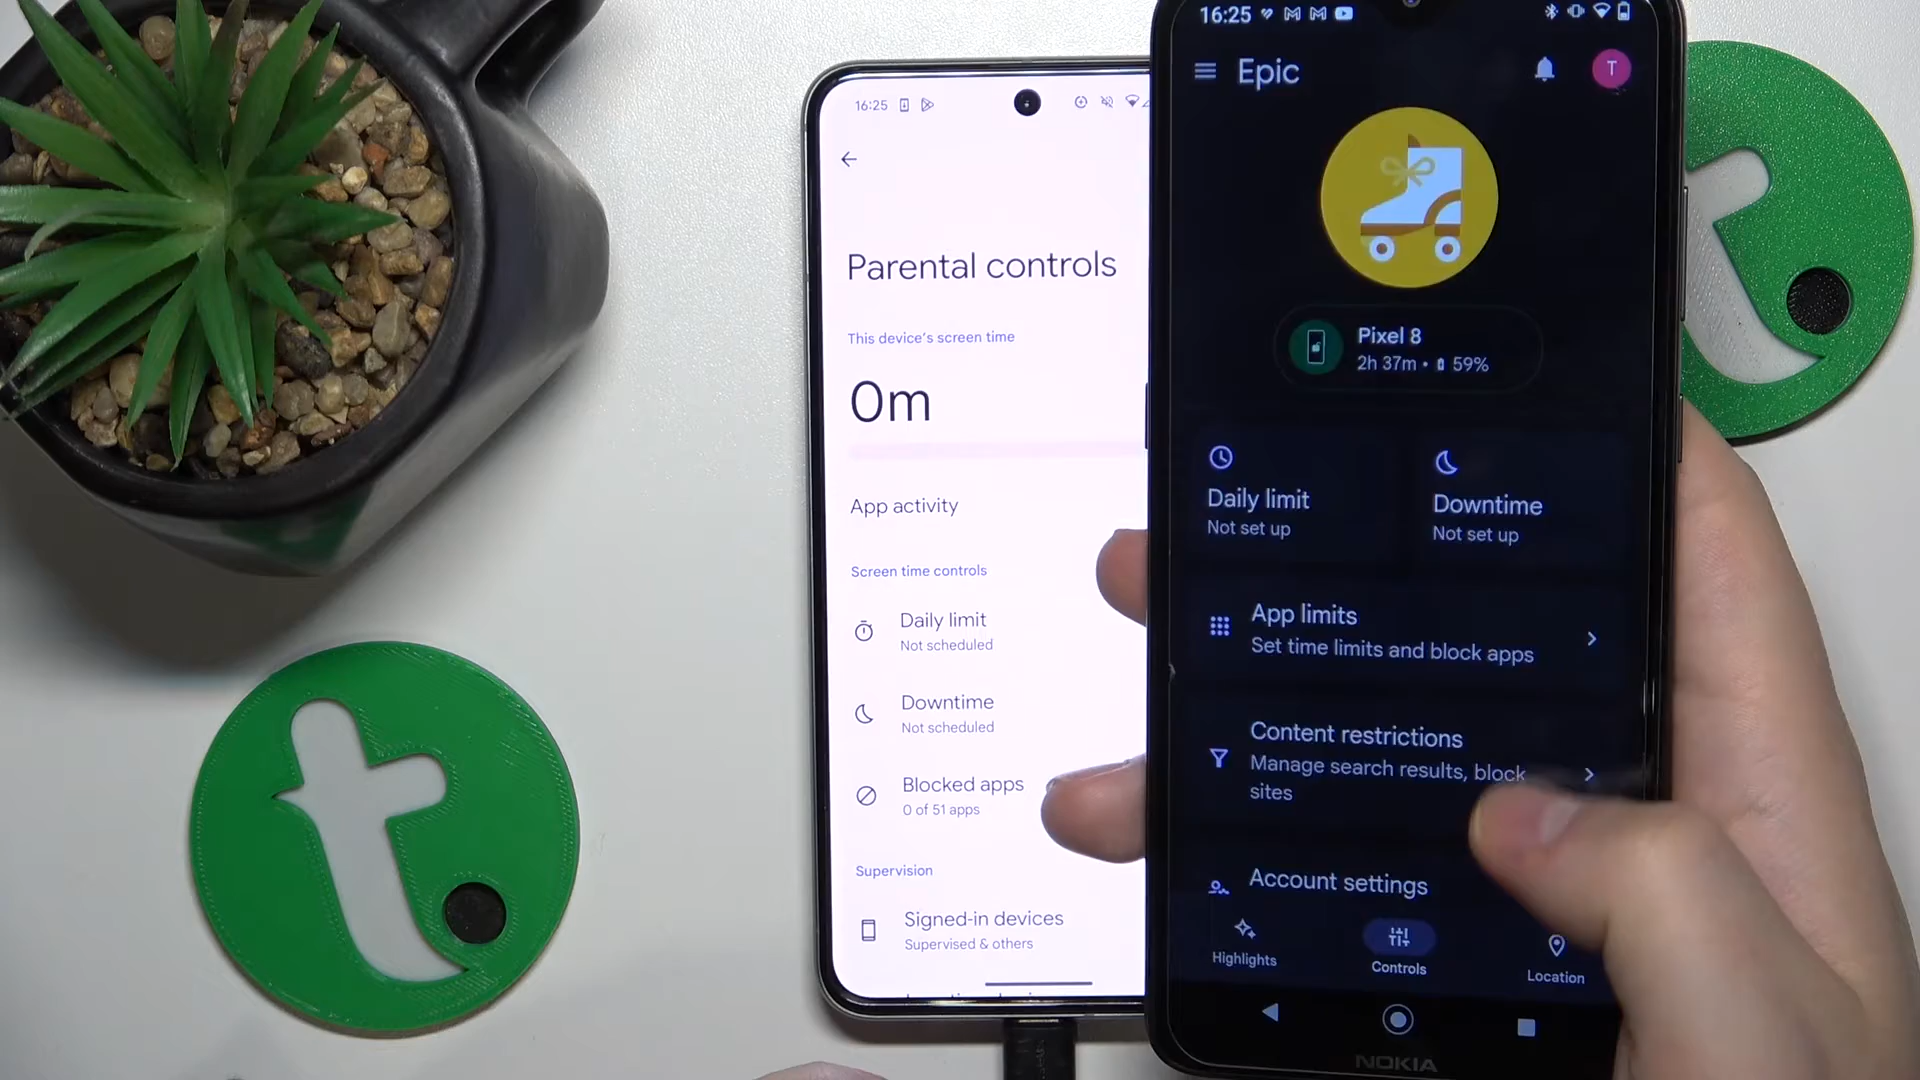 16:25
Parental controls
This device's screen time
0m
App activity
Screen time controls
Daily limit
Not scheduled
Downtime
Not scheduled
Blocked apps
0 of 51 apps
Supervision
Signed-in devices
Supervised & others
16:25
Epic
T
Pixel 8
2h 37m • 59%
Daily limit
Not set up
Downtime
Not set up
App limits
Set time limits and block apps
Content restrictions
Manage search results, block
sites
Account settings
Highlights
Controls
Location
NOKIA